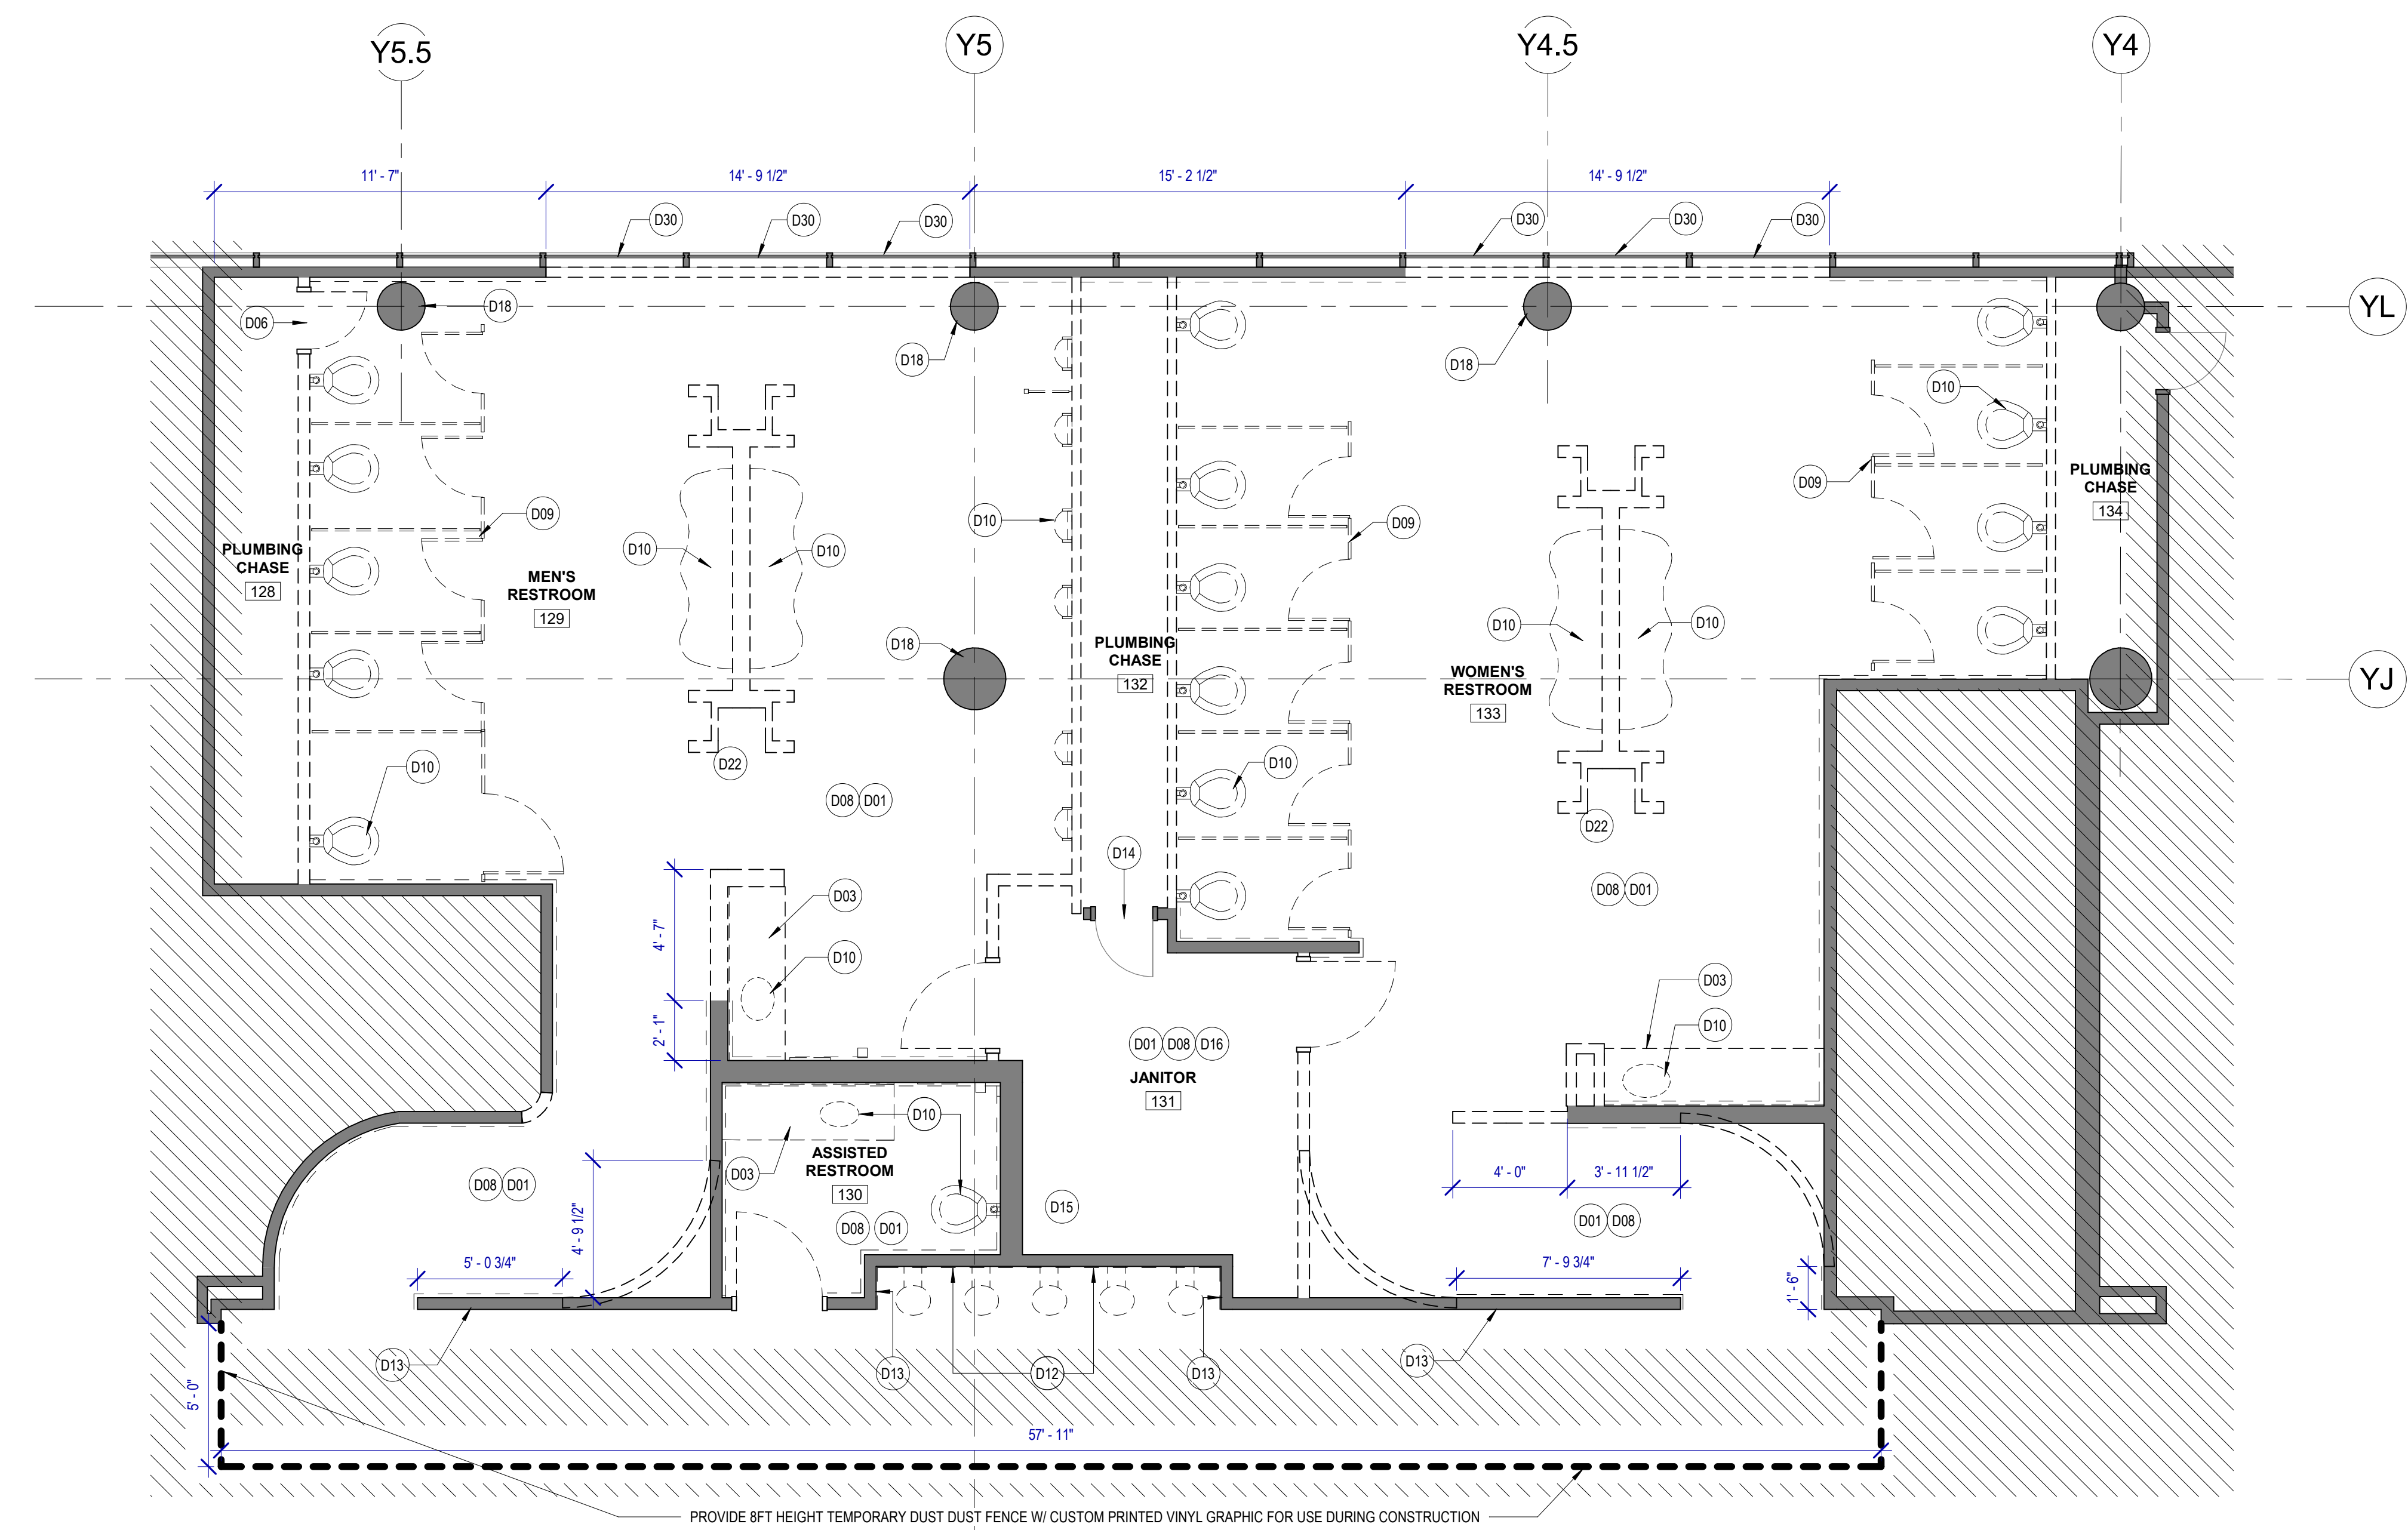 Y5.5
Y5
Y4.5
Y4
11' - 7"
14' - 9 1/2"
15' - 2 1/2"
14' - 9 1/2"
D30
D30
D30
D30
D30
D30
D06
D18
D18
D18
YL
D10
D09
D09
D10
D09
D10
D10
PLUMBING
CHASE
128
MEN'S
RESTROOM
129
PLUMBING
CHASE
134
D18
PLUMBING
CHASE
132
D10
D10
WOMEN'S
RESTROOM
133
YJ
D10
D22
D10
D22
D08
D01
D14
D08
D01
4' - 7"
D03
D10
D03
D10
2' - 1"
D01
D08
D16
JANITOR
131
D10
ASSISTED
RESTROOM
130
D03
D08
D01
D08
D01
D15
4' - 0"
3' - 11 1/2"
D01
D08
4' - 9 1/2"
5' - 0 3/4"
7' - 9 3/4"
1' - 6"
D13
D13
D12
D13
D13
5' - 0"
57' - 11"
PROVIDE 8FT HEIGHT TEMPORARY DUST DUST FENCE W/ CUSTOM PRINTED VINYL GRAPHIC FOR USE DURING CONSTRUCTION